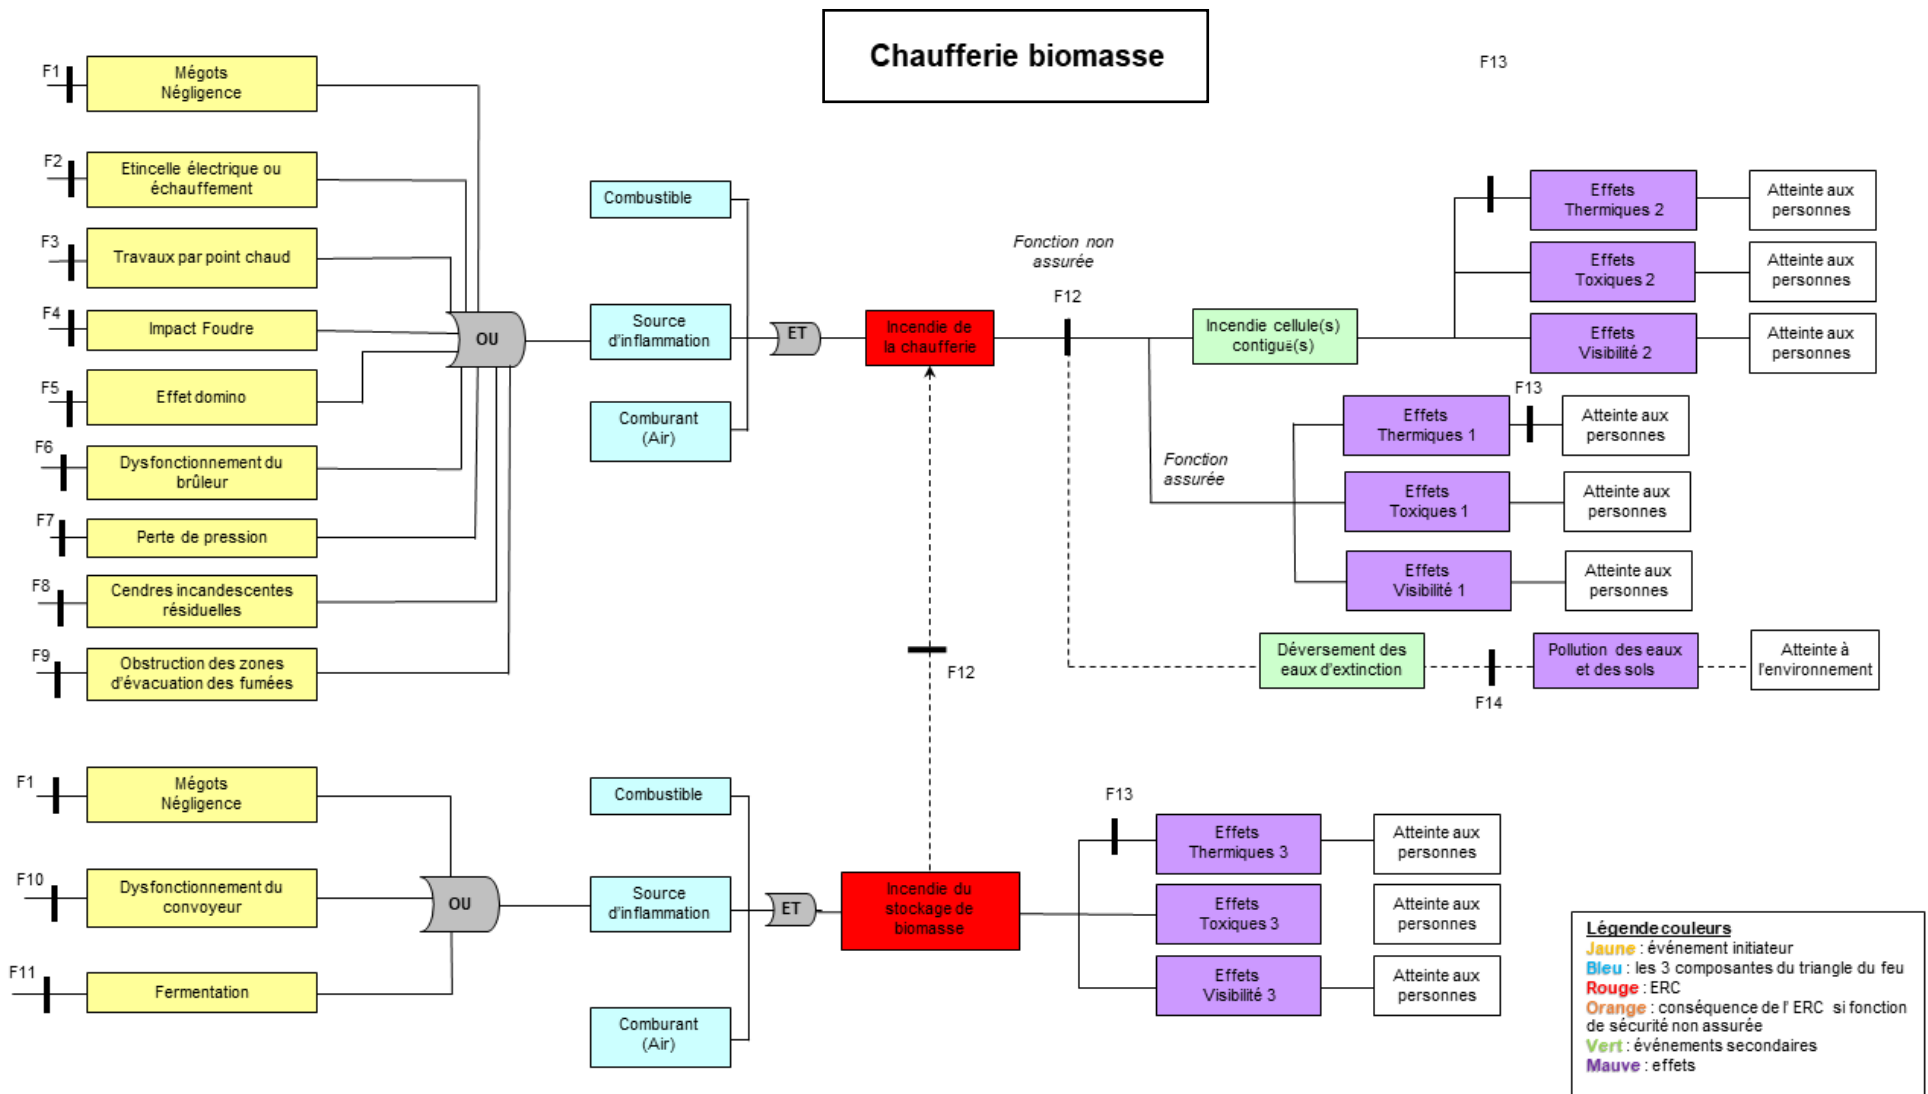 Chaufferie biomasse
F13
F1
Mégots
Négligence
F2
Etincelle électrique ou
échauffement
F3
Travaux par point chaud
F4
Impact Foudre
F5
Effet domino
F6
Dysfonctionnement du
brûleur
F7
Perte de pression
F8
Cendres incandescentes
résiduelles
F9
Obstruction des zones
d'évacuation des fumées
OU
Combustible
Source
d'inflammation
Comburant
(Air)
ET
Incendie de
la chaufferie
Fonction non
assurée
F12
Incendie cellule(s)
contiguë(s)
Effets
Thermiques 2
Atteinte aux
personnes
Effets
Toxiques 2
Atteinte aux
personnes
Effets
Visibilité 2
Atteinte aux
personnes
Fonction
assurée
Effets
Thermiques 1
F13
Atteinte aux
personnes
Effets
Toxiques 1
Atteinte aux
personnes
Effets
Visibilité 1
Atteinte aux
personnes
F12
Déversement des
eaux d'extinction
F14
Pollution des eaux
et des sols
Atteinte à
l'environnement
F1
Mégots
Négligence
F10
Dysfonctionnement du
convoyeur
F11
Fermentation
OU
Combustible
Source
d'inflammation
Comburant
(Air)
ET
Incendie du
stockage de
biomasse
F13
Effets
Thermiques 3
Atteinte aux
personnes
Effets
Toxiques 3
Atteinte aux
personnes
Effets
Visibilité 3
Atteinte aux
personnes
Légende couleurs
Jaune : événement initiateur
Bleu : les 3 composantes du triangle du feu
Rouge : ERC
Orange : conséquence de l' ERC si fonction
de sécurité non assurée
Vert : événements secondaires
Mauve : effets